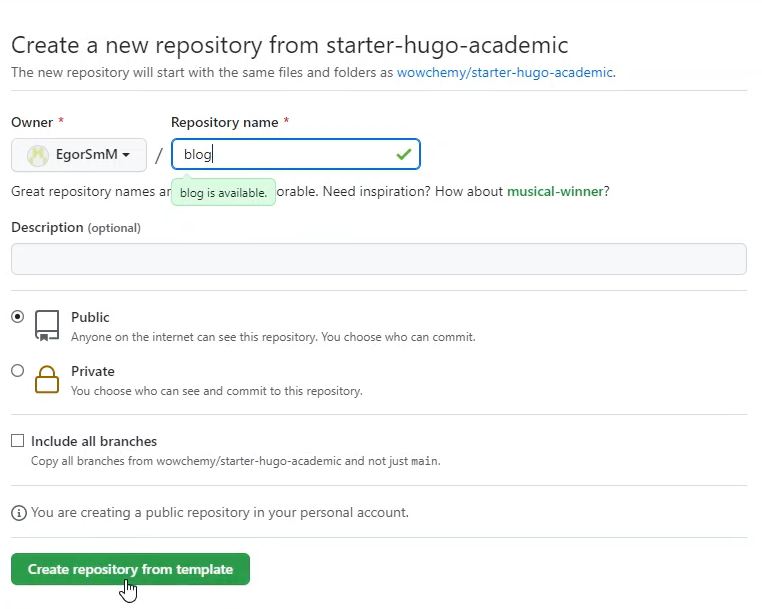 Create a new repository from starter-hugo-academic
The new repository will start with the same files and folders as wowchemy/starter-hugo-academic.
Owner *
Repository name *
EgorSmM / blog
Great repository names ar orable. Need inspiration? How about musical-winner?
blog is available.
Description (optional)
Public
Anyone on the internet can see this repository. You choose who can commit.
Private
You choose who can see and commit to this repository.
Include all branches
Copy all branches from wowchemy/starter-hugo-academic and not just main.
You are creating a public repository in your personal account.
Create repository from template